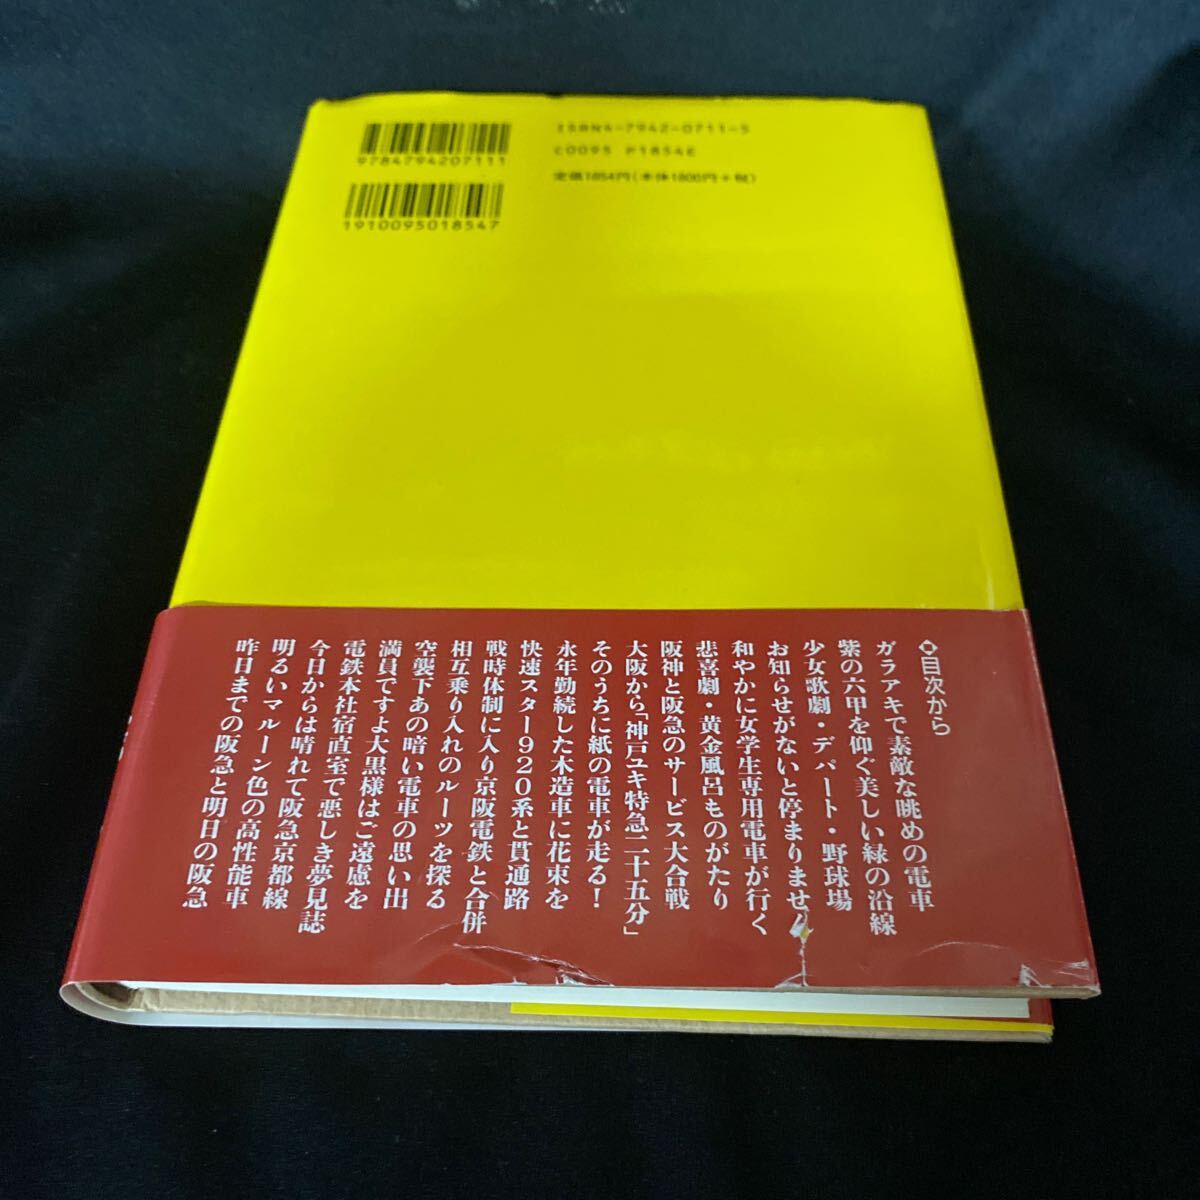 9784794207111
1910095018547
ISBN4-7942-0711-5
C0095 P1854E
定価1854円(本体1800円+税)
●目次から
ガラアキで素敵な眺めの電車
紫の六甲を仰ぐ美しい緑の沿線
少女歌劇・デパート・野球場
お知らせがないと停まりません
和やかに女学生専用電車が行く
悲喜劇・黄金風呂ものがたり
阪神と阪急のサービス大合戦
大阪から「神戸ユキ特急二十五分」
そのうちに紙の電車が走る!
永年勤続した木造車に花束を
快速スター920系と貫通路
戦時体制に入り京阪電鉄と合併
相互乗り入れのルーツを探る
空襲下あの暗い電車の思い出
満員ですよ大黒様はご遠慮を
電鉄本社宿直室で悪しき夢見誌
今日からは晴れて阪急京都線
明るいマルーン色の高性能車
昨日までの阪急と明日の阪急